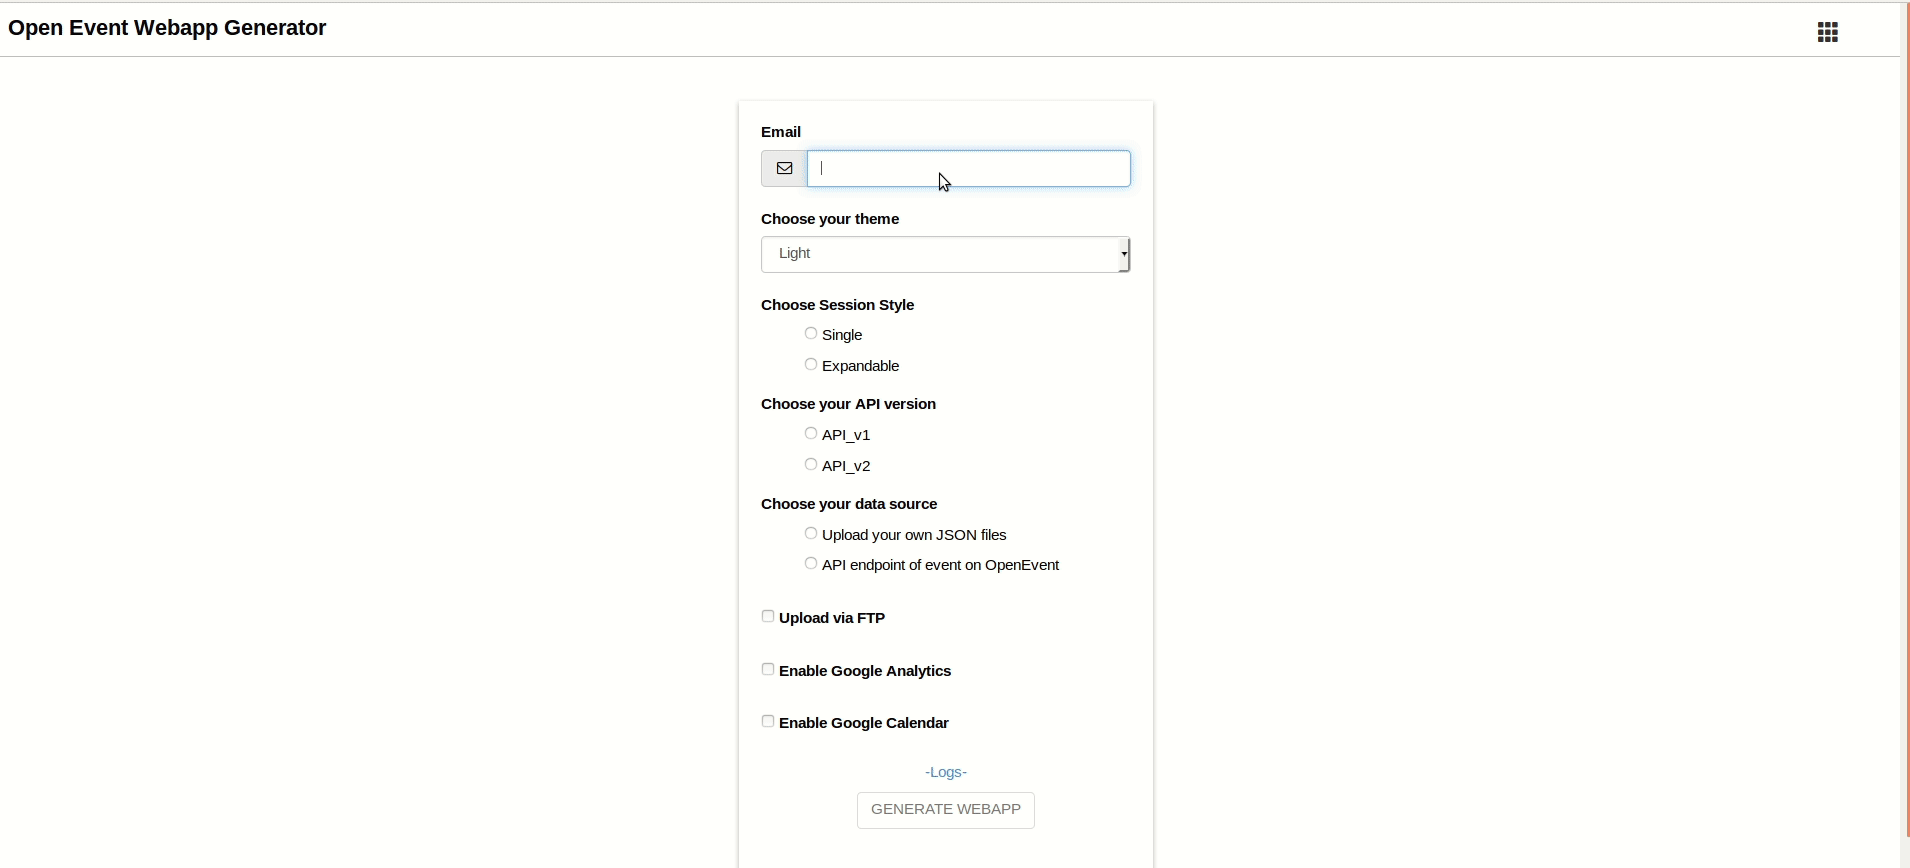 Open Event Webapp Generator
Email
Choose your theme
Light
Choose Session Style
Single
Expandable
Choose your API version
API_v1
API_v2
Choose your data source
Upload your own JSON files
API endpoint of event on OpenEvent
Upload via FTP
Enable Google Analytics
Enable Google Calendar
-Logs-
GENERATE WEBAPP